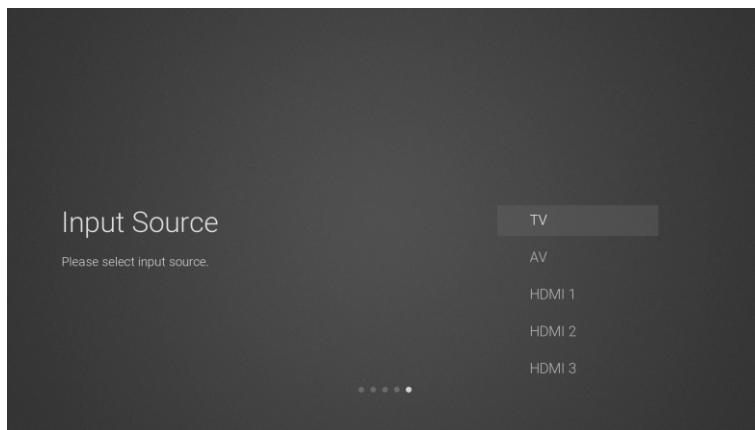 Input Source
Please select input source.
TV
AV
HDMI 1
HDMI 2
HDMI 3